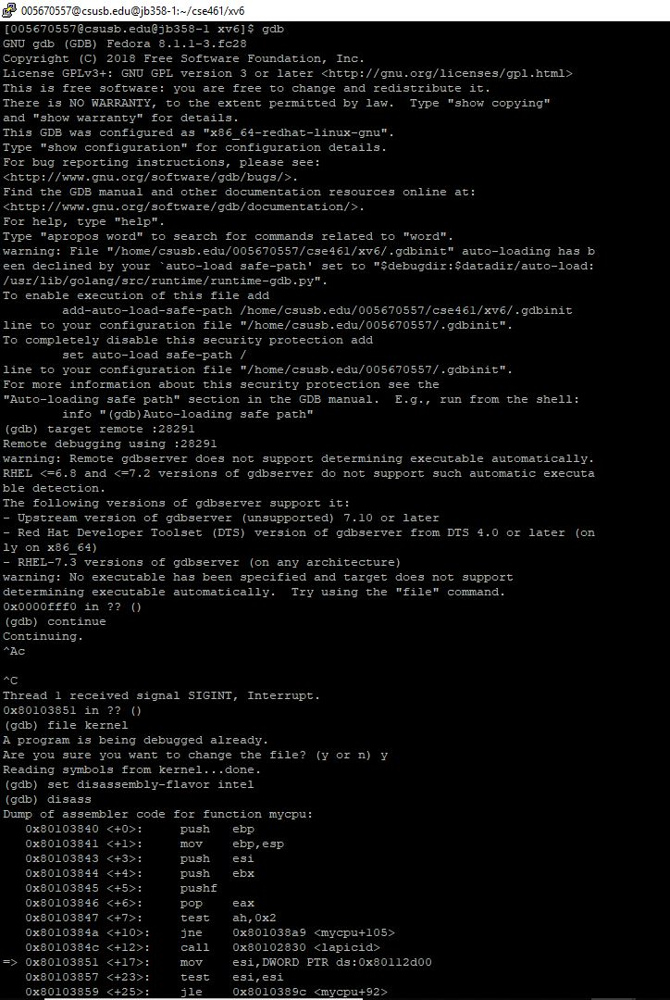 005670557@csusb.edu@jb358-1:~/cse461/xv6
[005670557@csusb.edu@jb358-1 xv6]$ gdb
GNU gdb (GDB) Fedora 8.1.1-3.fc28
Copyright (C) 2018 Free Software Foundation, Inc.
License GPLv3+: GNU GPL version 3 or later <http://gnu.org/licenses/gpl.html>
This is free software: you are free to change and redistribute it.
There is NO WARRANTY, to the extent permitted by law.  Type "show copying"
and "show warranty" for details.
This GDB was configured as "x86_64-redhat-linux-gnu".
Type "show configuration" for configuration details.
For bug reporting instructions, please see:
<http://www.gnu.org/software/gdb/bugs/>.
Find the GDB manual and other documentation resources online at:
<http://www.gnu.org/software/gdb/documentation/>.
For help, type "help".
Type "apropos word" to search for commands related to "word".
warning: File "/home/csusb.edu/005670557/cse461/xv6/.gdbinit" auto-loading has b
een declined by your `auto-load safe-path' set to "$debugdir:$datadir/auto-load:
/usr/lib/golang/src/runtime/runtime-gdb.py".
To enable execution of this file add
        add-auto-load-safe-path /home/csusb.edu/005670557/cse461/xv6/.gdbinit
line to your configuration file "/home/csusb.edu/005670557/.gdbinit".
To completely disable this security protection add
        set auto-load safe-path /
line to your configuration file "/home/csusb.edu/005670557/.gdbinit".
For more information about this security protection see the
"Auto-loading safe path" section in the GDB manual.  E.g., run from the shell:
        info "(gdb)Auto-loading safe path"
(gdb) target remote :28291
Remote debugging using :28291
warning: Remote gdbserver does not support determining executable automatically.
RHEL <=6.8 and <=7.2 versions of gdbserver do not support such automatic executa
ble detection.
The following versions of gdbserver support it:
- Upstream version of gdbserver (unsupported) 7.10 or later
- Red Hat Developer Toolset (DTS) version of gdbserver from DTS 4.0 or later (on
ly on x86_64)
- RHEL-7.3 versions of gdbserver (on any architecture)
warning: No executable has been specified and target does not support
determining executable automatically.  Try using the "file" command.
0x0000fff0 in ?? ()
(gdb) continue
Continuing.
^Ac
^C
Thread 1 received signal SIGINT, Interrupt.
0x80103851 in ?? ()
(gdb) file kernel
A program is being debugged already.
Are you sure you want to change the file? (y or n) y
Reading symbols from kernel...done.
(gdb) set disassembly-flavor intel
(gdb) disass
Dump of assembler code for function mycpu:
   0x80103840 <+0>:     push   ebp
   0x80103841 <+1>:     mov    ebp,esp
   0x80103843 <+3>:     push   esi
   0x80103844 <+4>:     push   ebx
   0x80103845 <+5>:     pushf
   0x80103846 <+6>:     pop    eax
   0x80103847 <+7>:     test   ah,0x2
   0x8010384a <+10>:    jne    0x801038a9 <mycpu+105>
   0x8010384c <+12>:    call   0x80102830 <lapicid>
=> 0x80103851 <+17>:    mov    esi,DWORD PTR ds:0x80112d00
   0x80103857 <+23>:    test   esi,esi
   0x80103859 <+25>:    jle    0x8010389c <mycpu+92>